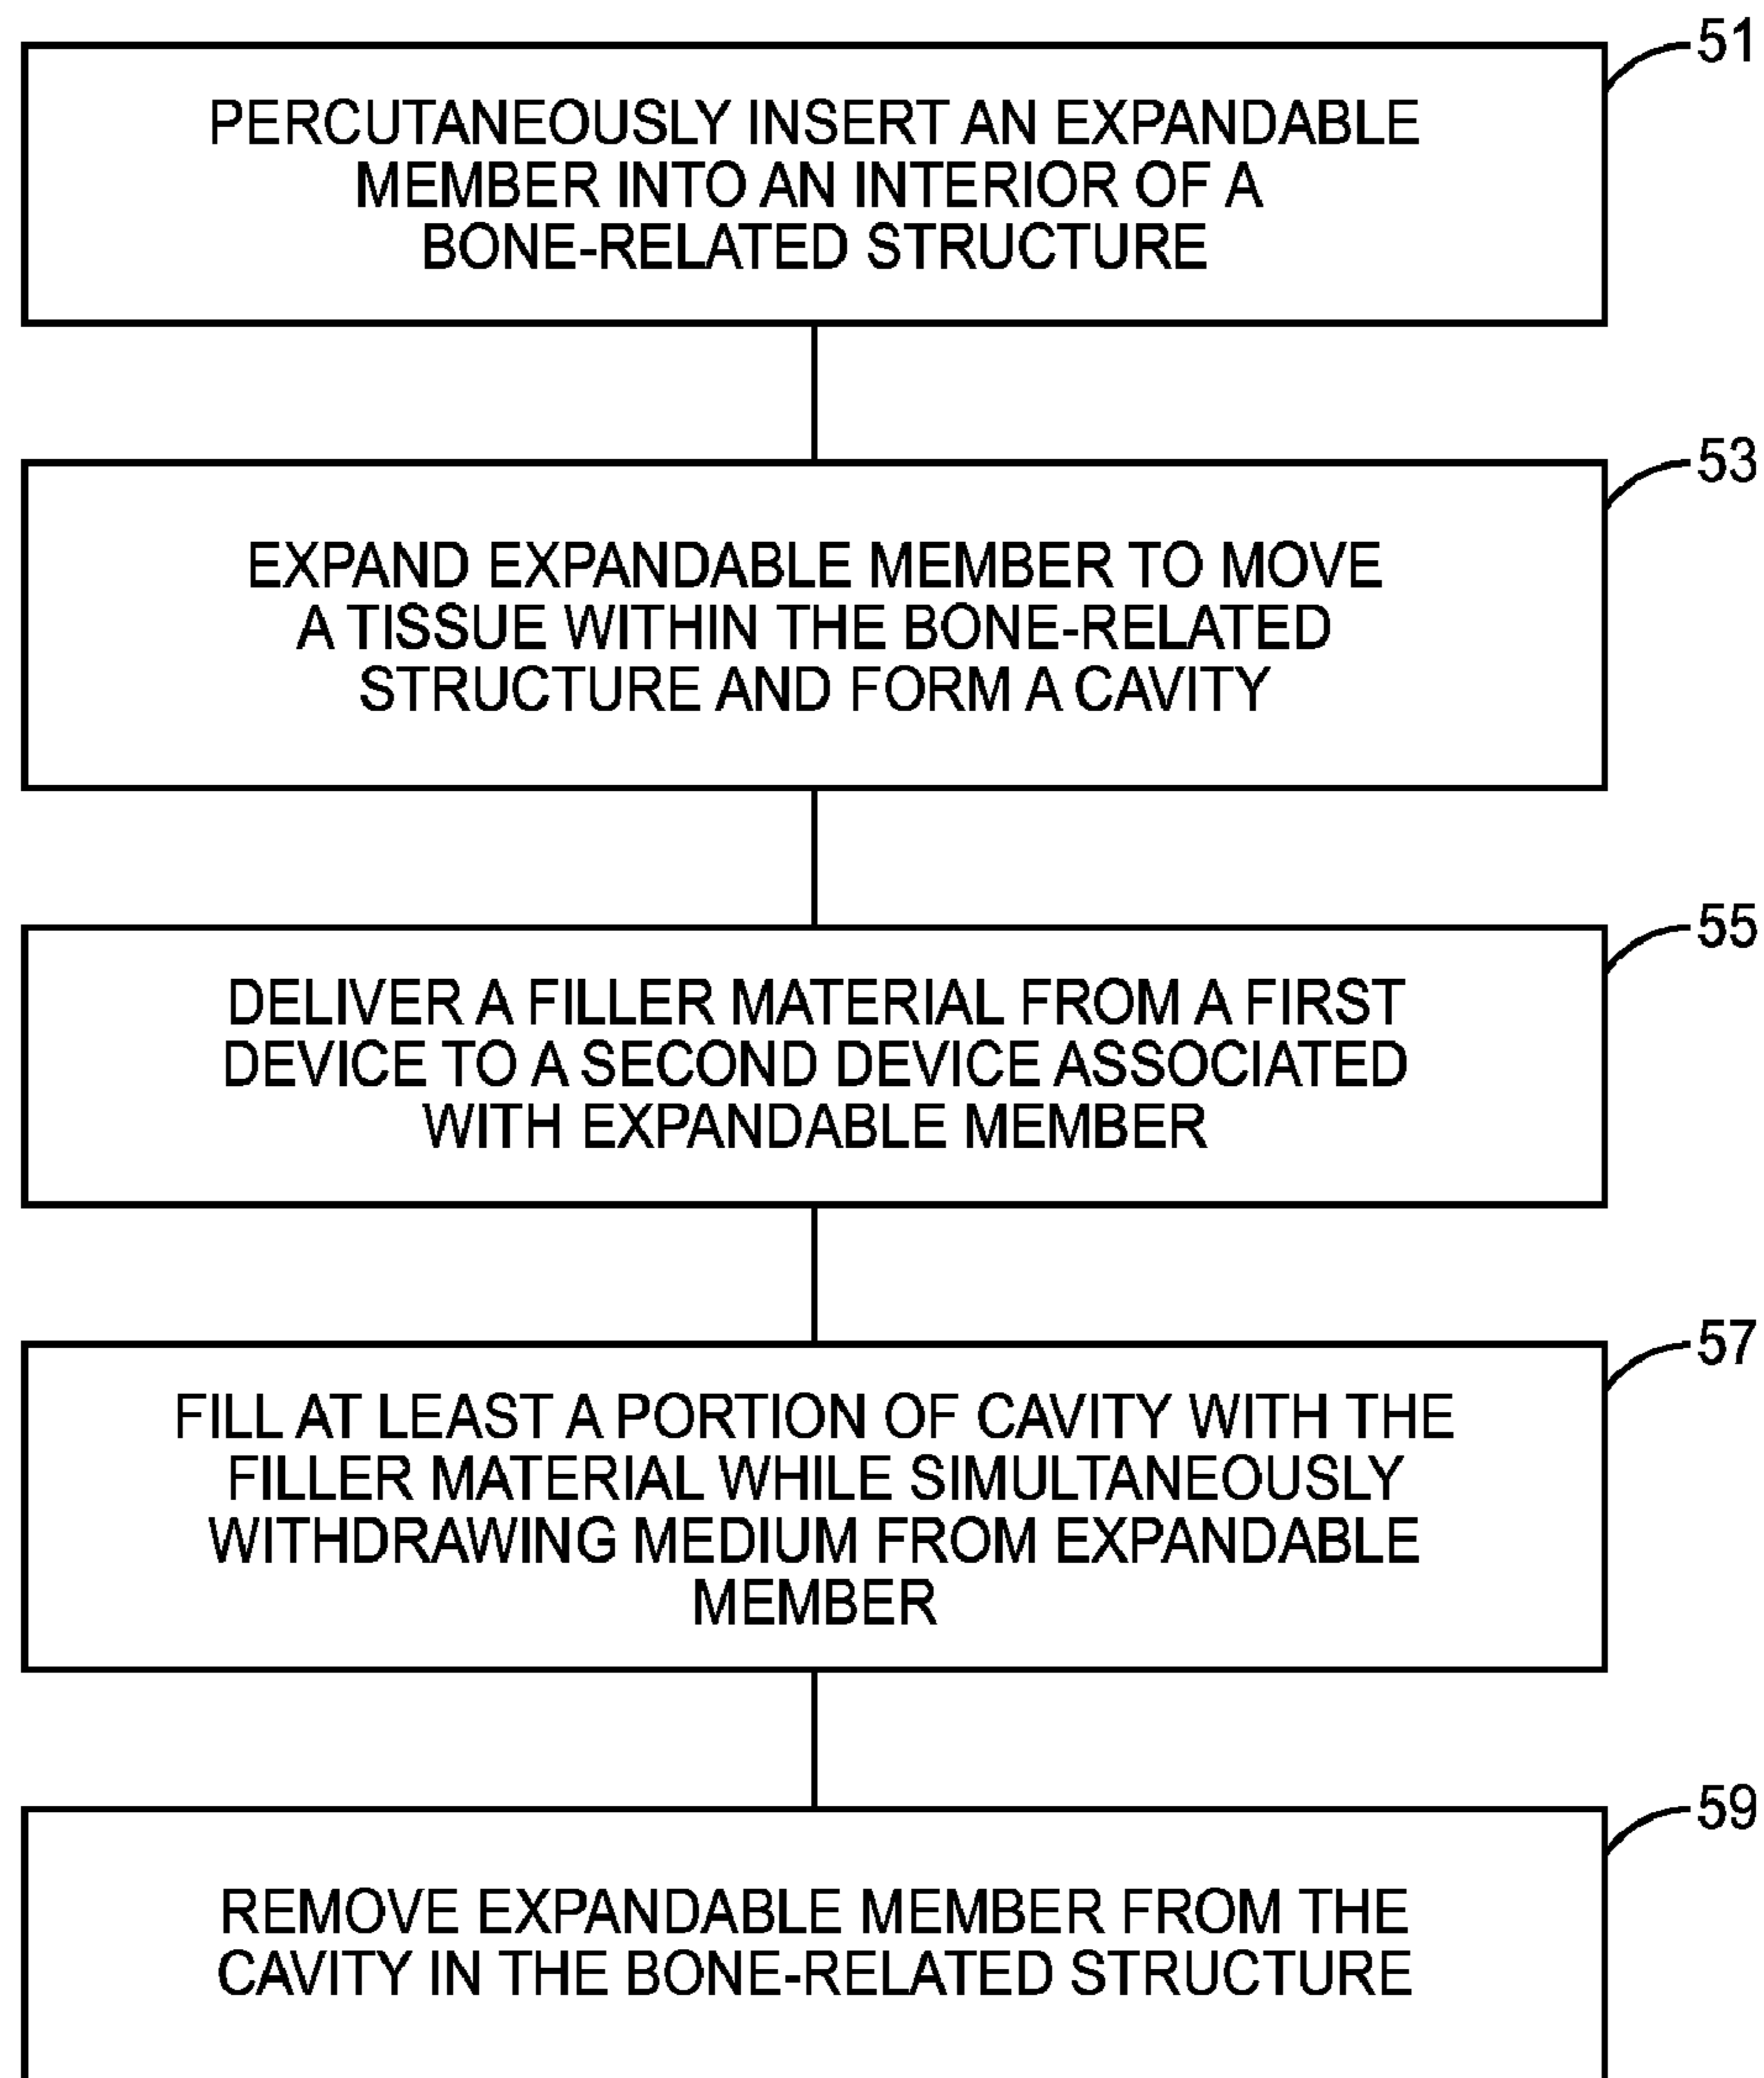 51
PERCUTANEOUSLY INSERT AN EXPANDABLE
MEMBER INTO AN INTERIOR OF A
BONE-RELATED STRUCTURE
53
EXPAND EXPANDABLE MEMBER TO MOVE
A TISSUE WITHIN THE BONE-RELATED
STRUCTURE AND FORM A CAVITY
55
DELIVER A FILLER MATERIAL FROM A FIRST
DEVICE TO A SECOND DEVICE ASSOCIATED
WITH EXPANDABLE MEMBER
57
FILL AT LEAST A PORTION OF CAVITY WITH THE
FILLER MATERIAL WHILE SIMULTANEOUSLY
WITHDRAWING MEDIUM FROM EXPANDABLE
MEMBER
59
REMOVE EXPANDABLE MEMBER FROM THE
CAVITY IN THE BONE-RELATED STRUCTURE